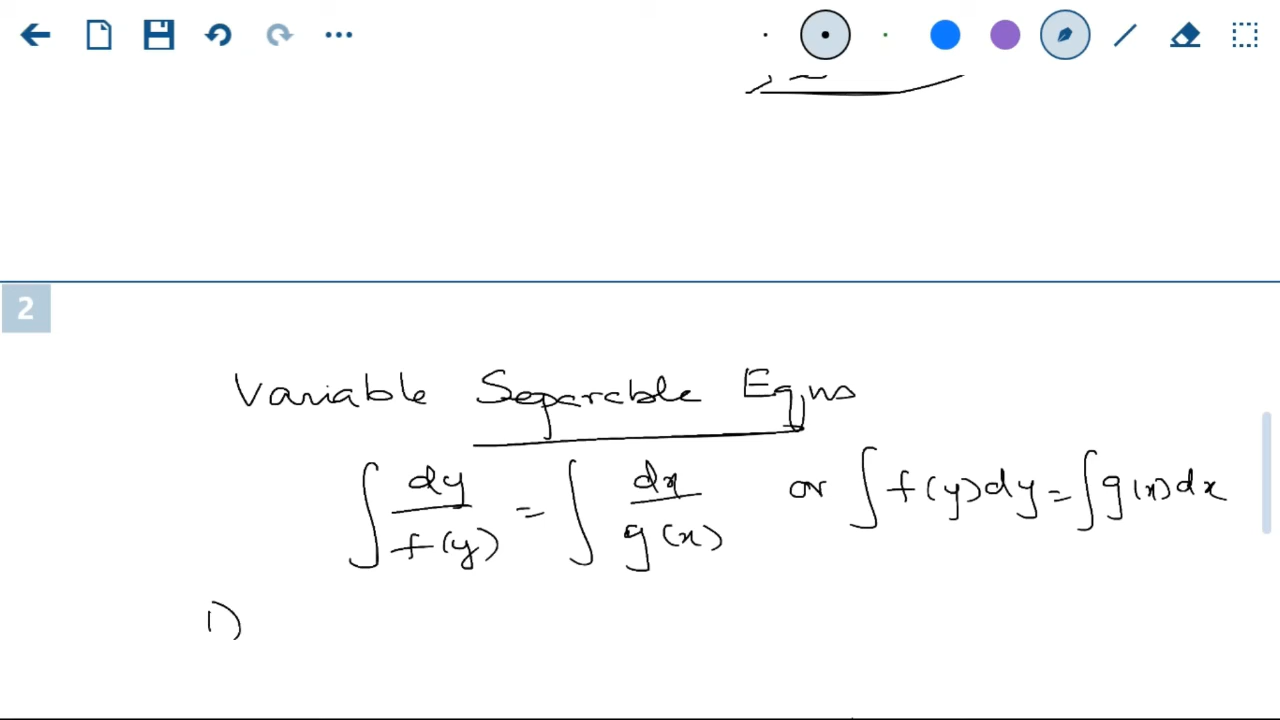 2
Variable Separable Eqns
∫ dy/f(y) = ∫ dx/g(x) or ∫ f(y)dy = ∫ g(x)dx
1)